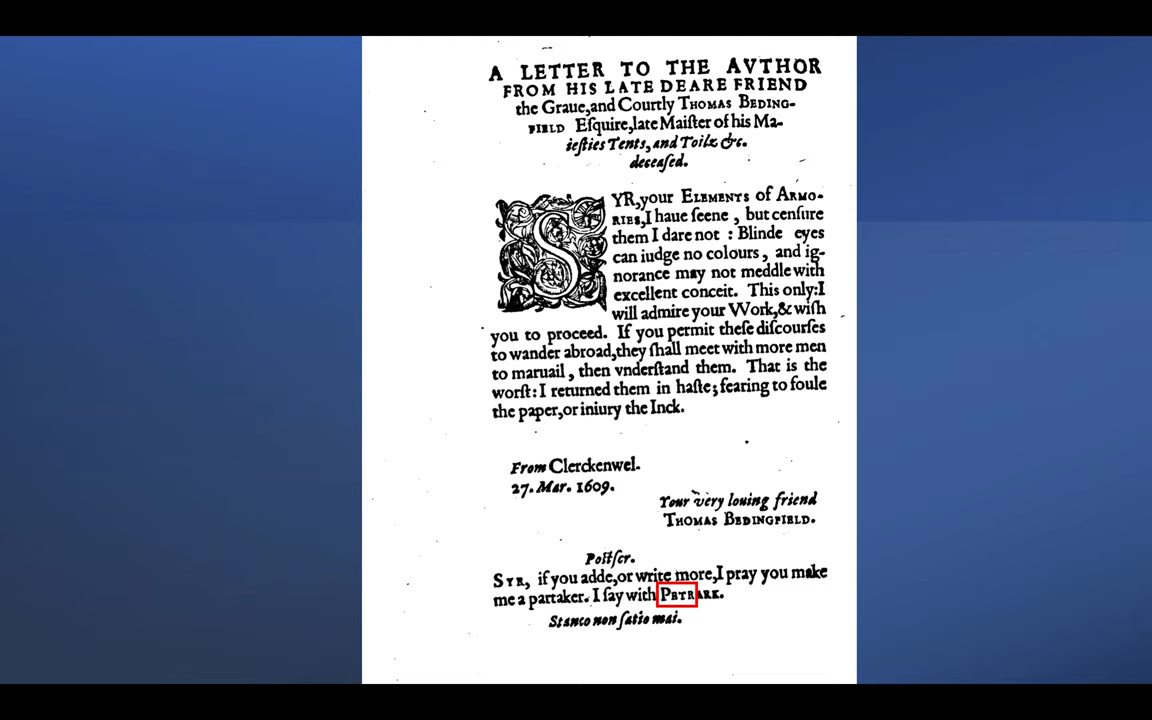 A LETTER TO THE AVTHOR
FROM HIS LATE DEARE FRIEND
the Graue,and Courtly THOMAS BEDING-
FIELD Eſquire,late Maiſter of his Ma-
ieſties Tents, and Toilz &c.
deceaſed.
SYR,your ELEMENTS of ARMO-
RIES,I haue ſeene , but cenſure
them I dare not : Blinde eyes
can iudge no colours, and ig-
norance may not meddle with
excellent conceit. This only:I
will admire your Work,& wiſh
you to proceed. If you permit theſe diſcourſes
to wander abroad,they ſhall meet with more men
to maruail, then vnderſtand them. That is the
worſt: I returned them in haſte; fearing to foule
the paper,or iniury the Inck.
From Clerckenwel.
27. Mar. 1609.
Your very louing friend
THOMAS BEDINGFIELD.
Poſtſcr.
SYR, if you adde,or write more,I pray you make
me a partaker. I ſay with PETRARK.
Stanco non ſatio mai.